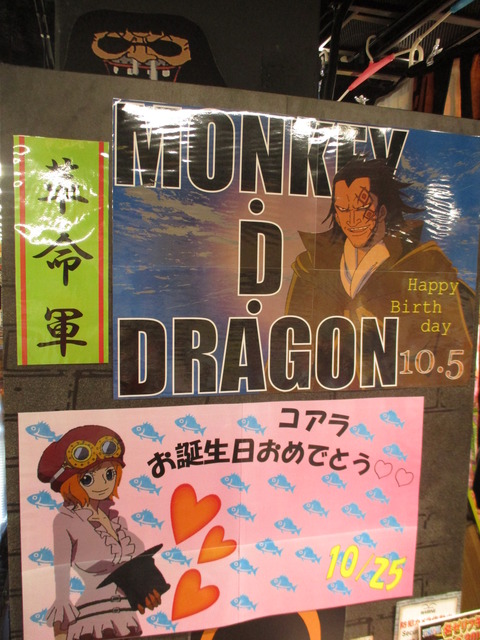 革命軍
MONKEY
・D・
DRAGON
Happy
Birth
day
10.5
コアラ
お誕生日おめでとう♡♡
10/25